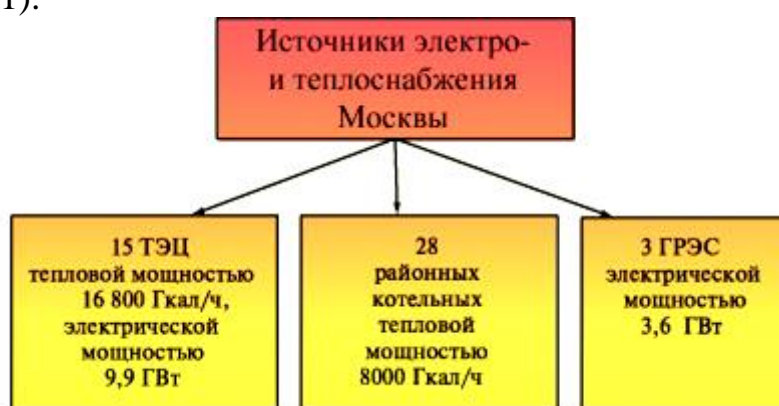 1).
Источники электро-
и теплоснабжения
Москвы
15 ТЭЦ
тепловой мощностью
16 800 Гкал/ч,
электрической
мощностью
9,9 ГВт
28
районных
котельных
тепловой
мощностью
8000 Гкал/ч
3 ГРЭС
электрической
мощностью
3,6 ГВт